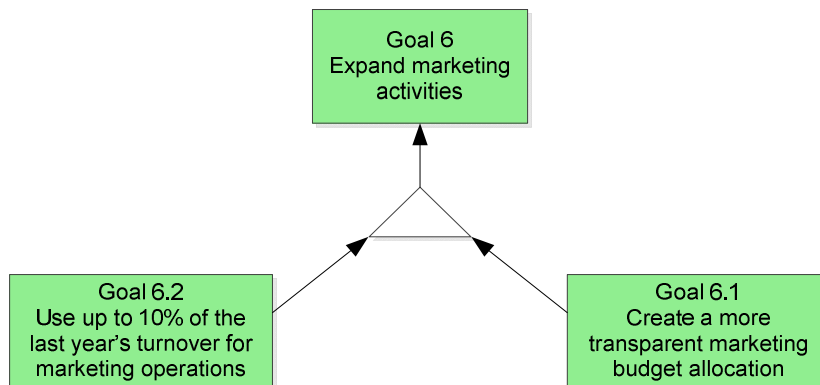 Goal 6
Expand marketing
activities
Goal 6.2
Use up to 10% of the
last year’s turnover for
marketing operations
Goal 6.1
Create a more
transparent marketing
budget allocation